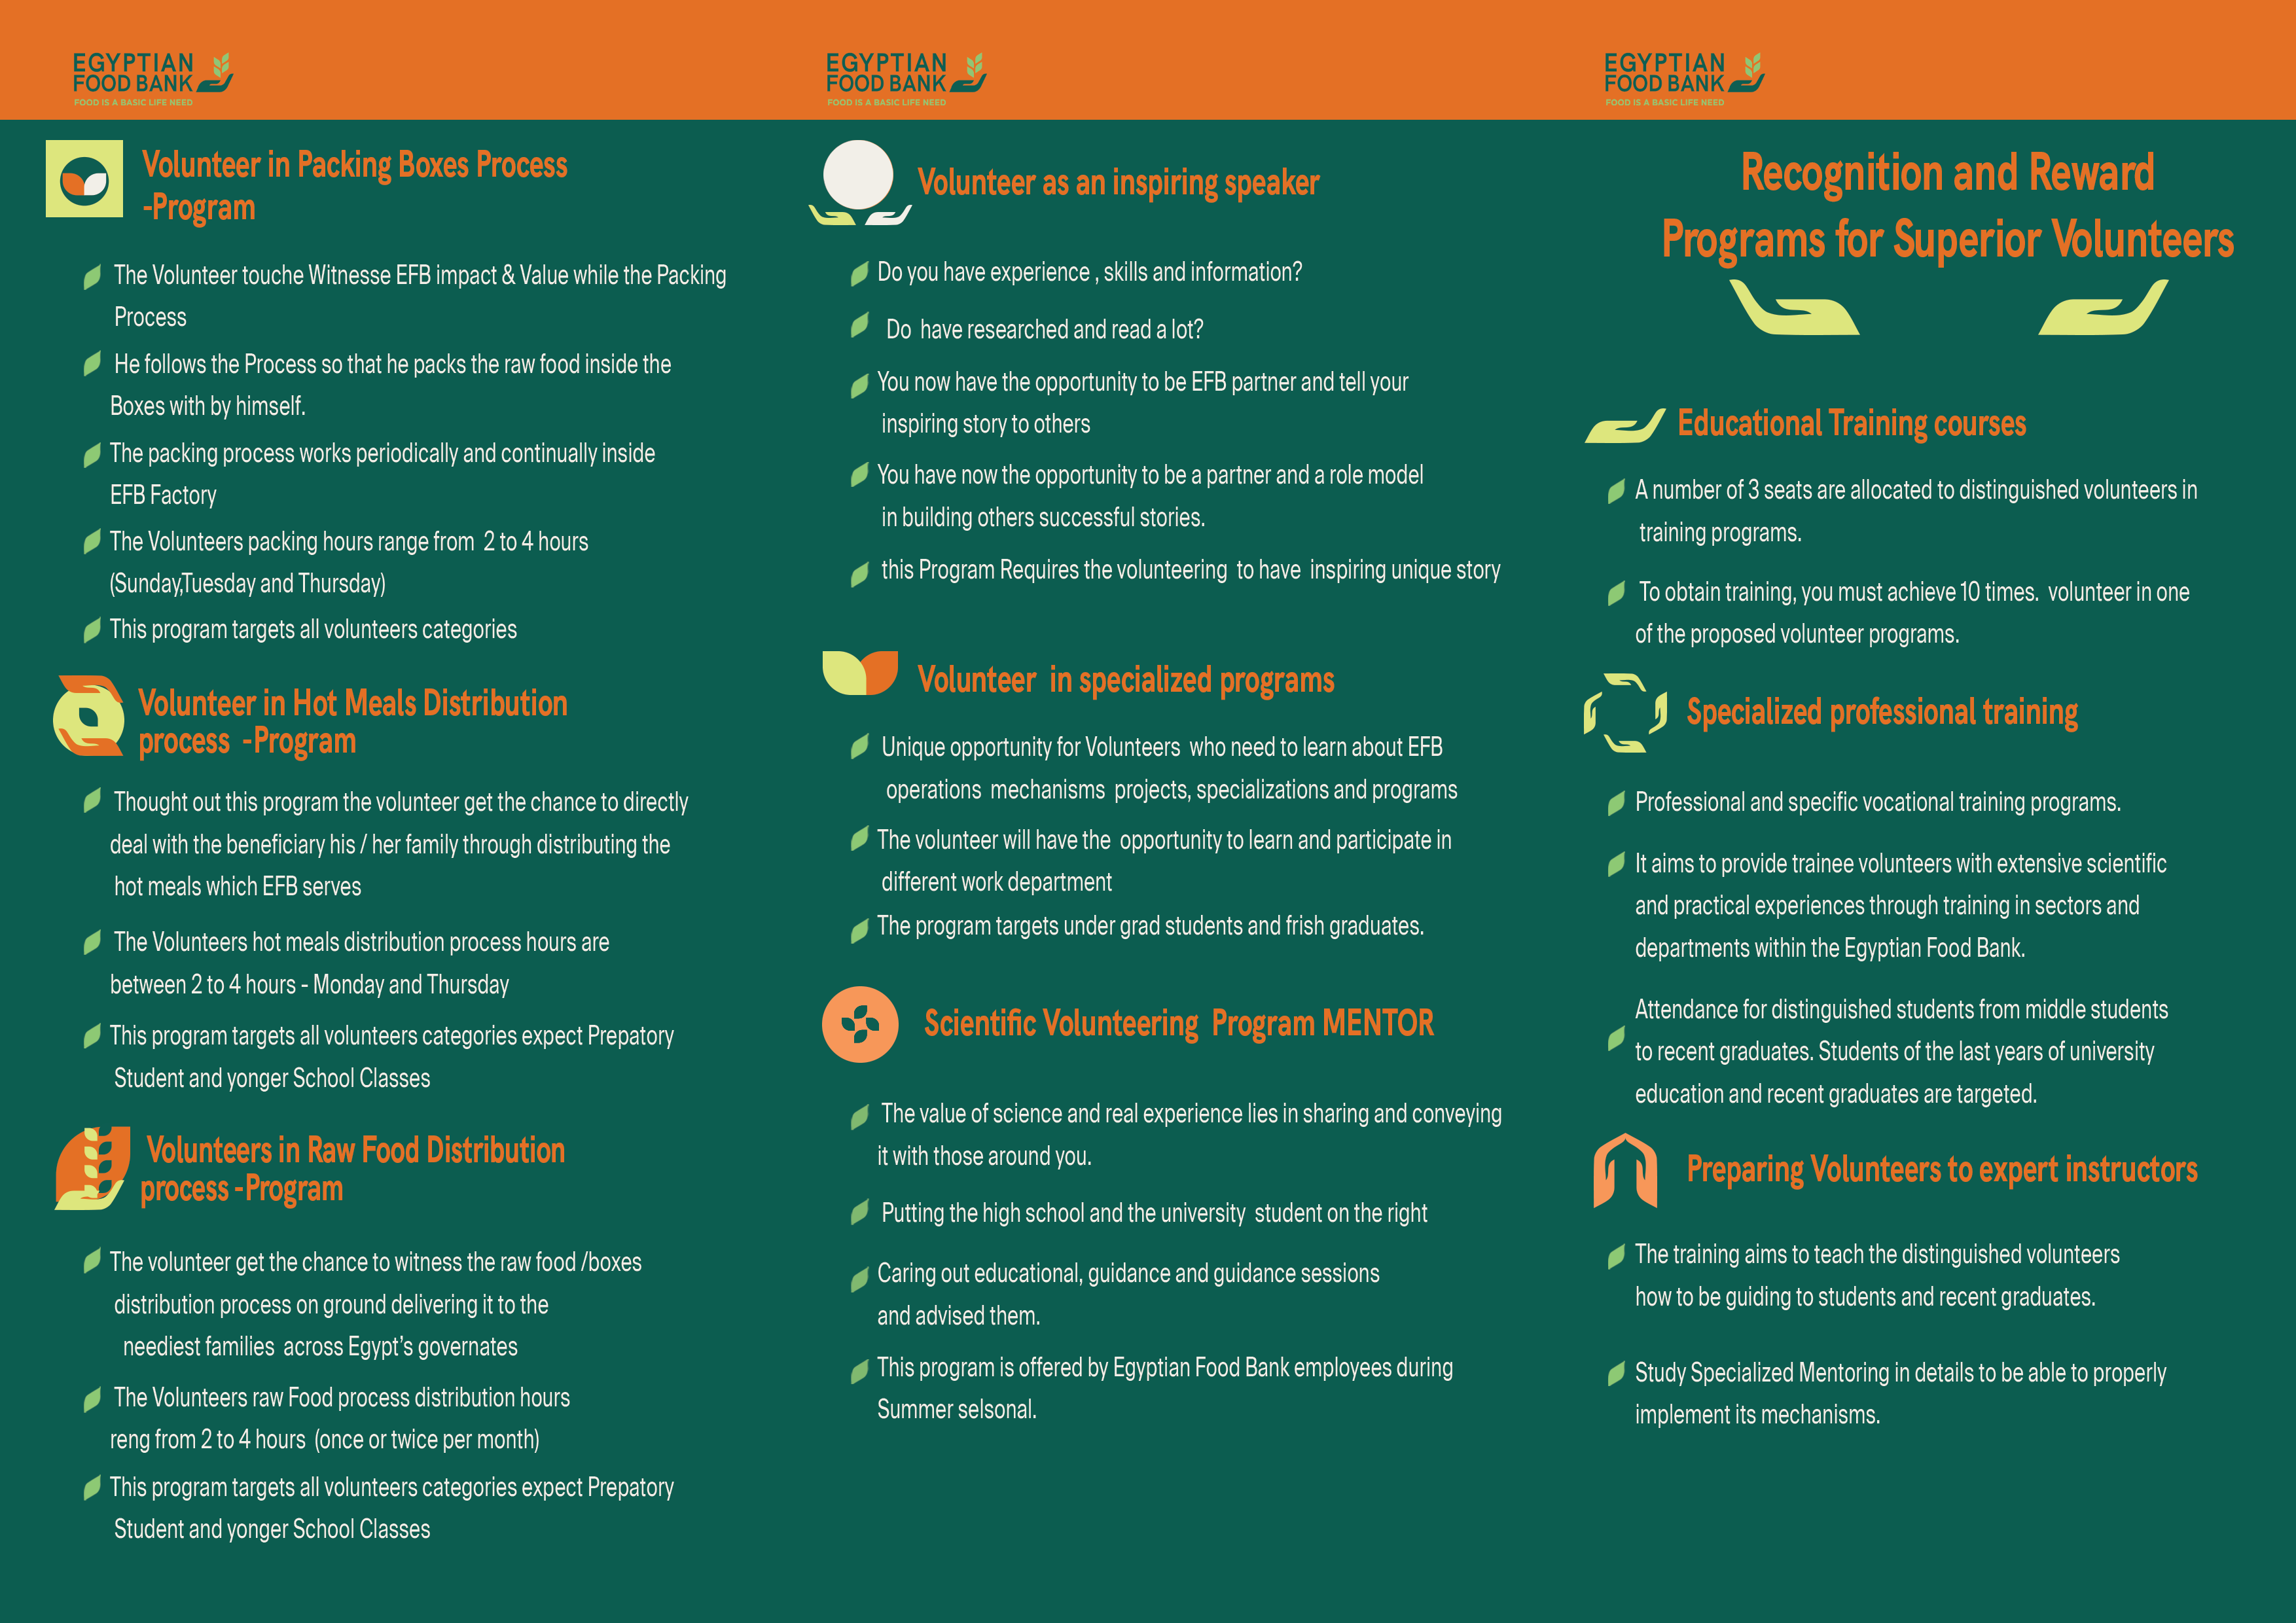 EGYPTIAN
FOOD BANK
FOOD IS A BASIC LIFE NEED
Volunteer in Packing Boxes Process
-Program
The Volunteer touche Witnesse EFB impact & Value while the Packing
Process
He follows the Process so that he packs the raw food inside the
Boxes with by himself.
The packing process works periodically and continually inside
EFB Factory
The Volunteers packing hours range from 2 to 4 hours
(Sunday,Tuesday and Thursday)
This program targets all volunteers categories
Volunteer in Hot Meals Distribution
process -Program
Thought out this program the volunteer get the chance to directly
deal with the beneficiary his / her family through distributing the
hot meals which EFB serves
The Volunteers hot meals distribution process hours are
between 2 to 4 hours - Monday and Thursday
This program targets all volunteers categories expect Prepatory
Student and yonger School Classes
Volunteers in Raw Food Distribution
process -Program
The volunteer get the chance to witness the raw food /boxes
distribution process on ground delivering it to the
neediest families across Egypt's governates
The Volunteers raw Food process distribution hours
reng from 2 to 4 hours (once or twice per month)
This program targets all volunteers categories expect Prepatory
Student and yonger School Classes
EGYPTIAN
FOOD BANK
FOOD IS A BASIC LIFE NEED
Volunteer as an inspiring speaker
Do you have experience , skills and information?
Do have researched and read a lot?
You now have the opportunity to be EFB partner and tell your
inspiring story to others
You have now the opportunity to be a partner and a role model
in building others successful stories.
this Program Requires the volunteering to have inspiring unique story
Volunteer in specialized programs
Unique opportunity for Volunteers who need to learn about EFB
operations mechanisms projects, specializations and programs
The volunteer will have the opportunity to learn and participate in
different work department
The program targets under grad students and frish graduates.
Scientific Volunteering Program MENTOR
The value of science and real experience lies in sharing and conveying
it with those around you.
Putting the high school and the university student on the right
Caring out educational, guidance and guidance sessions
and advised them.
This program is offered by Egyptian Food Bank employees during
Summer selsonal.
EGYPTIAN
FOOD BANK
FOOD IS A BASIC LIFE NEED
Recognition and Reward
Programs for Superior Volunteers
Educational Training courses
A number of 3 seats are allocated to distinguished volunteers in
training programs.
To obtain training, you must achieve 10 times. volunteer in one
of the proposed volunteer programs.
Specialized professional training
Professional and specific vocational training programs.
It aims to provide trainee volunteers with extensive scientific
and practical experiences through training in sectors and
departments within the Egyptian Food Bank.
Attendance for distinguished students from middle students
to recent graduates. Students of the last years of university
education and recent graduates are targeted.
Preparing Volunteers to expert instructors
The training aims to teach the distinguished volunteers
how to be guiding to students and recent graduates.
Study Specialized Mentoring in details to be able to properly
implement its mechanisms.